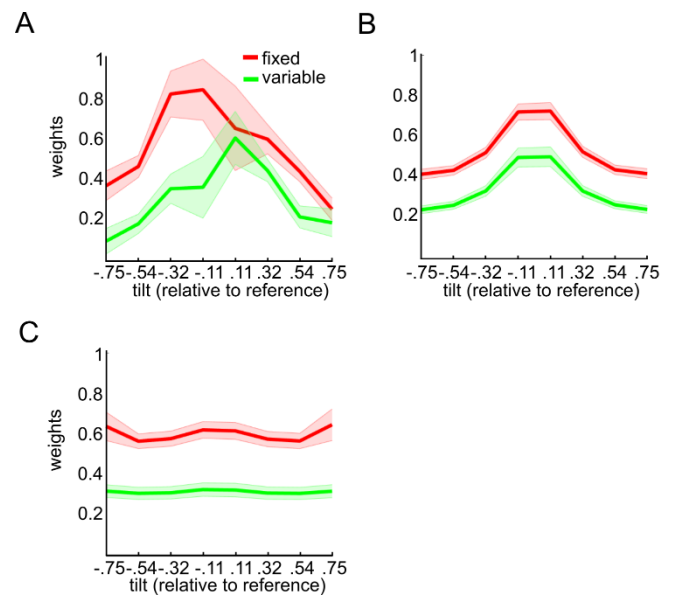 A
fixed
variable
1
0.8
0.6
0.4
0.2
weights
-.75 -.54 -.32 -.11 .11 .32 .54 .75
tilt (relative to reference)
B
1
0.8
0.6
0.4
0.2
-.75 -.54 -.32 -.11 .11 .32 .54 .75
tilt (relative to reference)
C
1
0.8
0.6
0.4
0.2
weights
-.75 -.54 -.32 -.11 .11 .32 .54 .75
tilt (relative to reference)